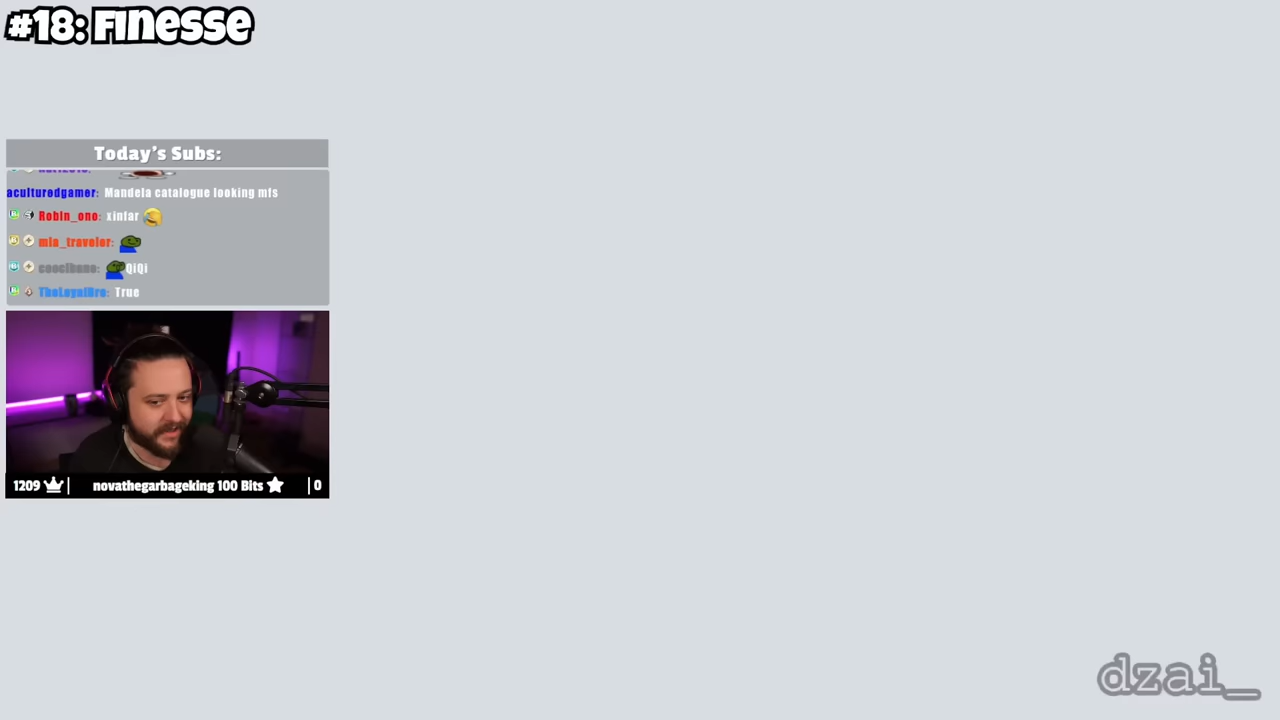 #18: Finesse
Today's Subs:
aculturedgamer: Mandela catalogue looking mfs
Robin_ono: xinfar
mia_traveler:
QiQi
TheLoyalBro: True
1209 | novathegarbageking 100 Bits | 0
dzai_